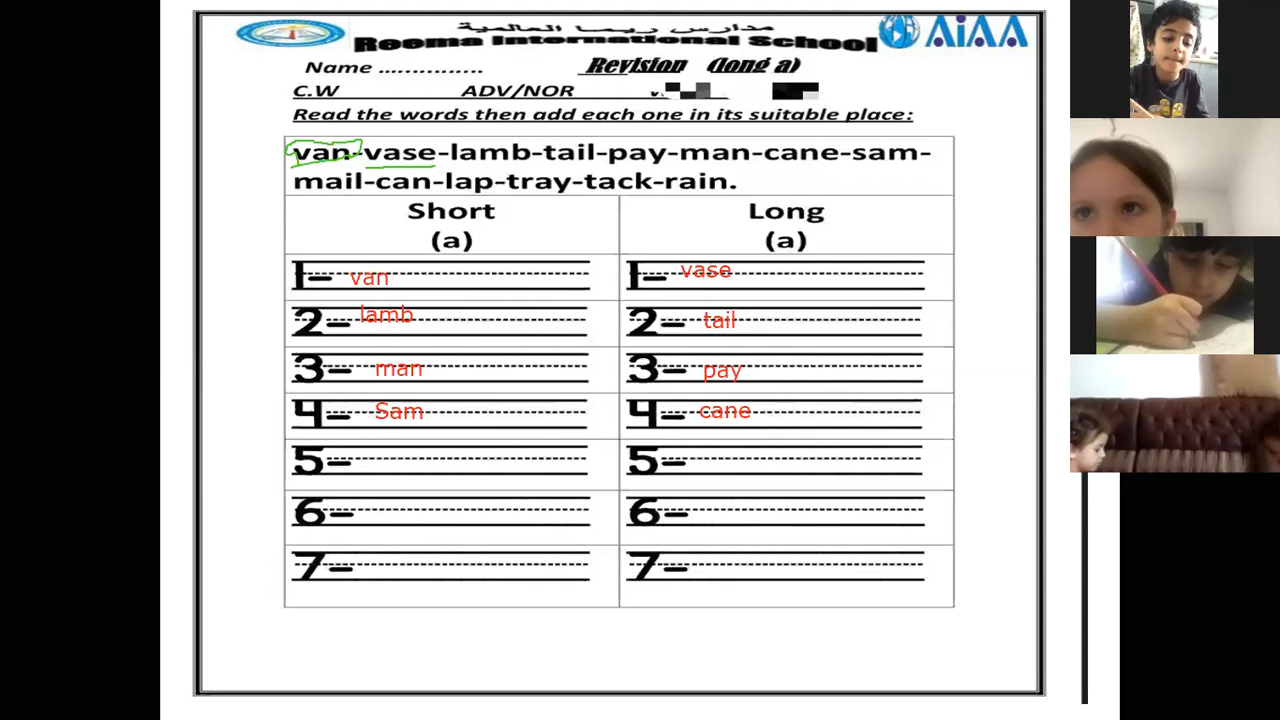 مدارس ريما العالمية
Reema International School
AiAA
Name ............... Revision (long a)
C.W ADV/NOR
Read the words then add each one in its suitable place:
van-vase-lamb-tail-pay-man-cane-sam-
mail-can-lap-tray-tack-rain.
Short Long
(a) (a)
1- van 1- vase
2- lamb 2- tail
3- man 3- pay
4- Sam 4- cane
5- 5-
6- 6-
7- 7-